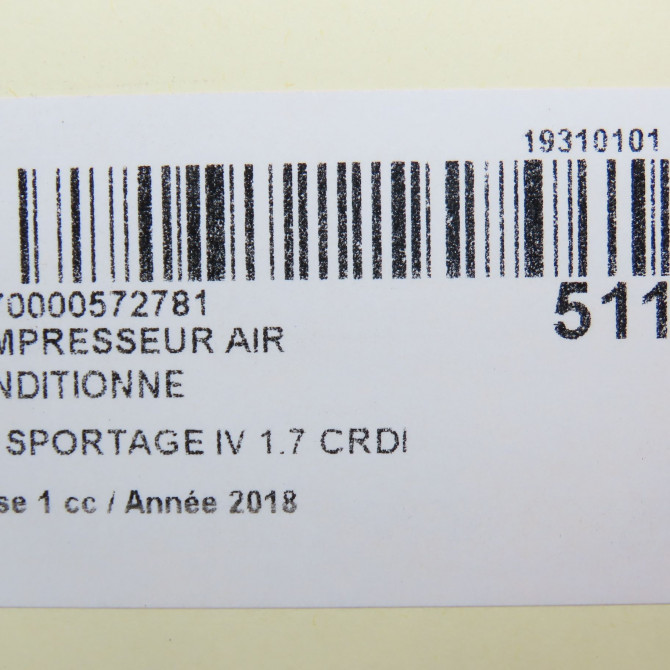 19310101
70000572781
511
MPRESSEUR AIR
NDITIONNE
SPORTAGE IV 1.7 CRDI
se 1 cc / Année 2018